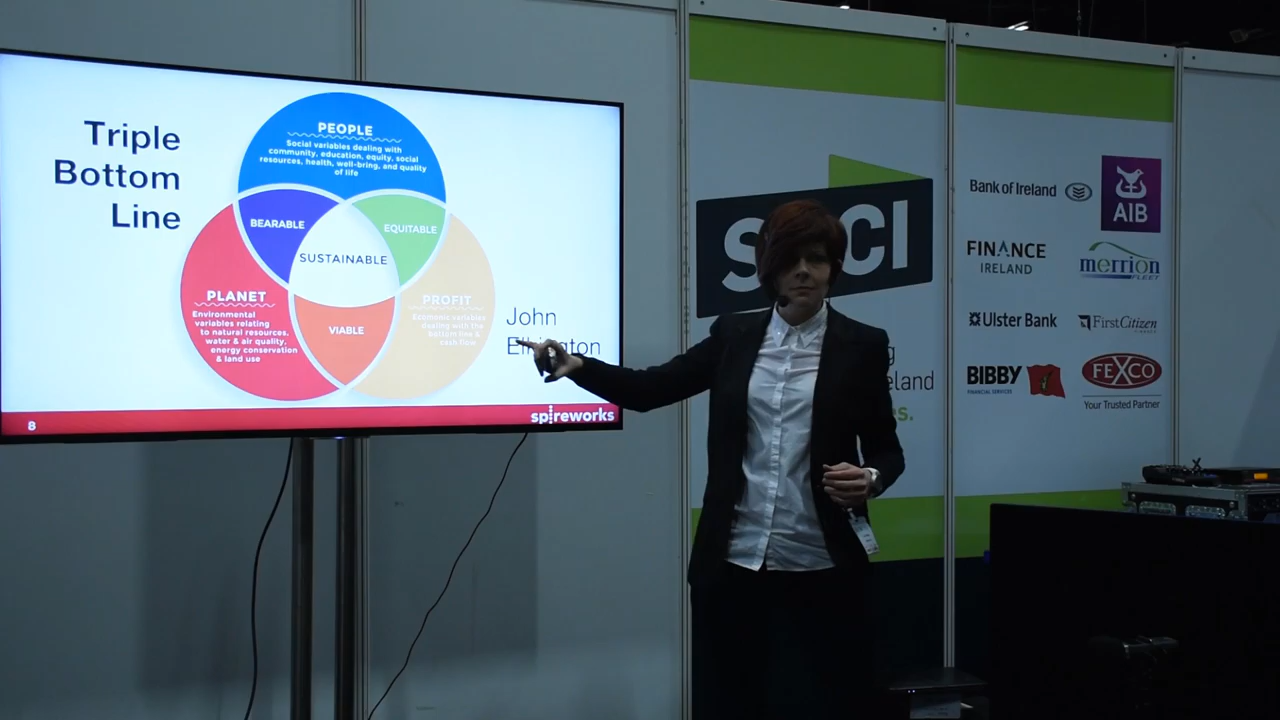 Triple
Bottom
Line
PEOPLE
Social variables dealing with
community, education, equity, social
resources, health, well-bring, and quality
of life
BEARABLE
EQUITABLE
SUSTAINABLE
PLANET
Environmental
variables relating
to natural resources,
water & air quality,
energy conservation
& land use
VIABLE
PROFIT
Economic variables
dealing with the
bottom line &
cash flow
John
8
spireworks
CI
eland
s.
Bank of Ireland
AIB
FINANCE
IRELAND
merrion
FLEET
Ulster Bank
First Citizen
BIBBY
FINANCIAL SERVICES
FEXCO
Your Trusted Partner